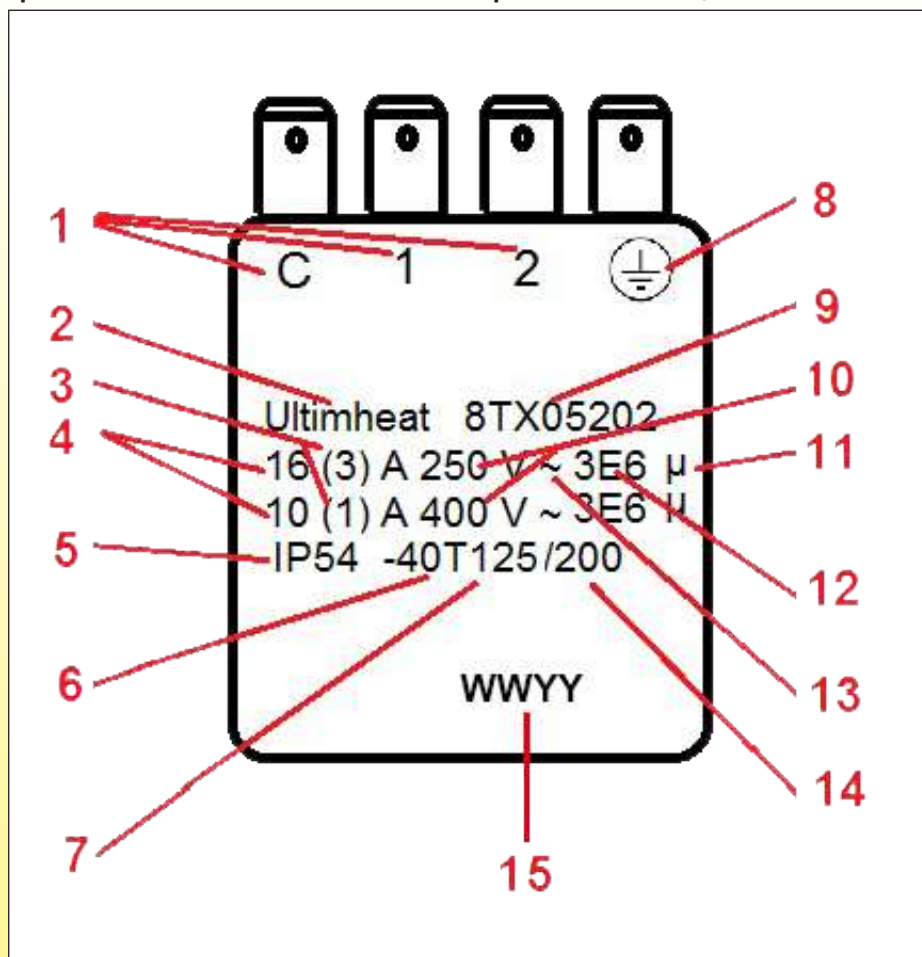 1 C 1 2 8
2 9
3 Ultimheat 8TX05202 10
4 16 (3) A 250 V ~ 3E6 µ 11
10 (1) A 400 V ~ 3E6 µ
5 IP54 -40T125/200 12
6 WWYY 13
7 15 14